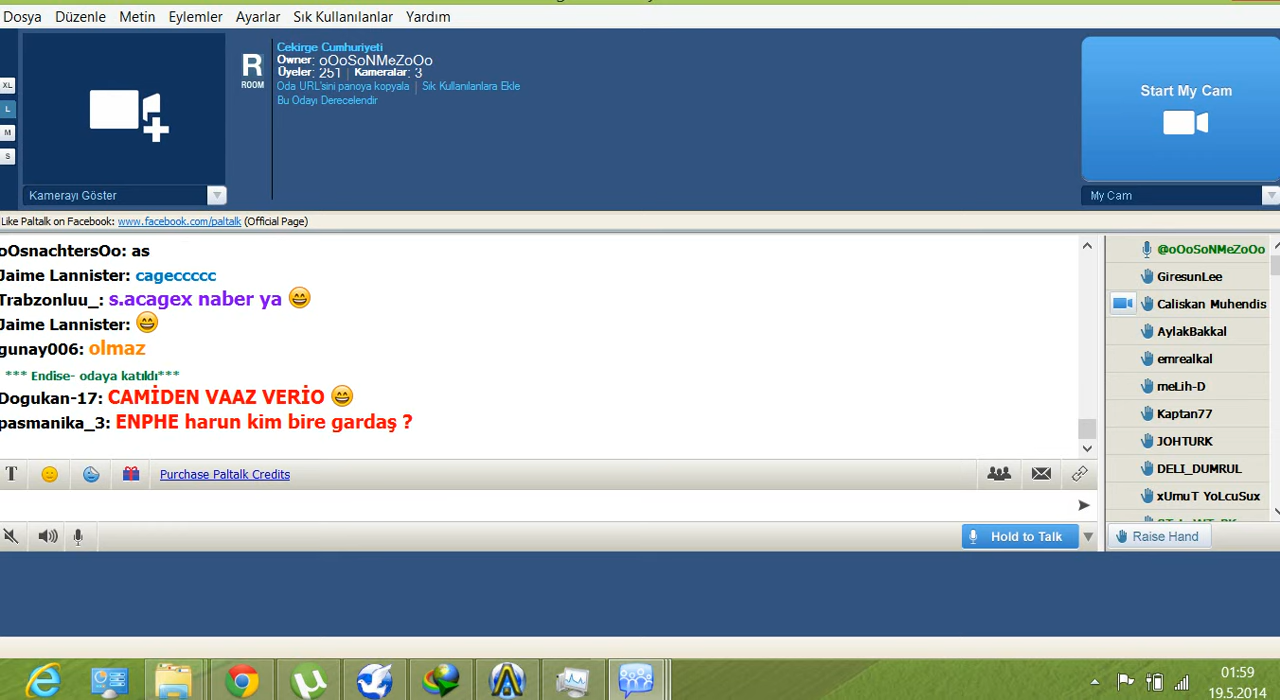 Dosya Düzenle Metin Eylemler Ayarlar Sık Kullanılanlar Yardım
XL
L
M
S
Kamerayı Göster
R
ROOM
Cekirge Cumhuriyeti
Owner: oOoSoNMeZoOo
Üyeler: 251 | Kameralar: 3
Oda URL'sini panoya kopyala | Sık Kullanılanlara Ekle
Bu Odayı Derecelendir
Start My Cam
My Cam
Like Paltalk on Facebook: www.facebook.com/paltalk (Official Page)
oOsnachtersOo: as
Jaime Lannister: cageccccc
Trabzonluu_: s.acagex naber ya 😄
Jaime Lannister: 😄
gunay006: olmaz
*** Endise- odaya katıldı***
Dogukan-17: CAMİDEN VAAZ VERİO 😄
pasmanika_3: ENPHE harun kim bire gardaş ?
@oOoSoNMeZoOo
GiresunLee
Caliskan Muhendis
AylakBakkal
emrealkal
meLih-D
Kaptan77
JOHTURK
DELI_DUMRUL
xUmuT YoLcuSux
T
Purchase Paltalk Credits
Hold to Talk
Raise Hand
01:59
19.5.2014